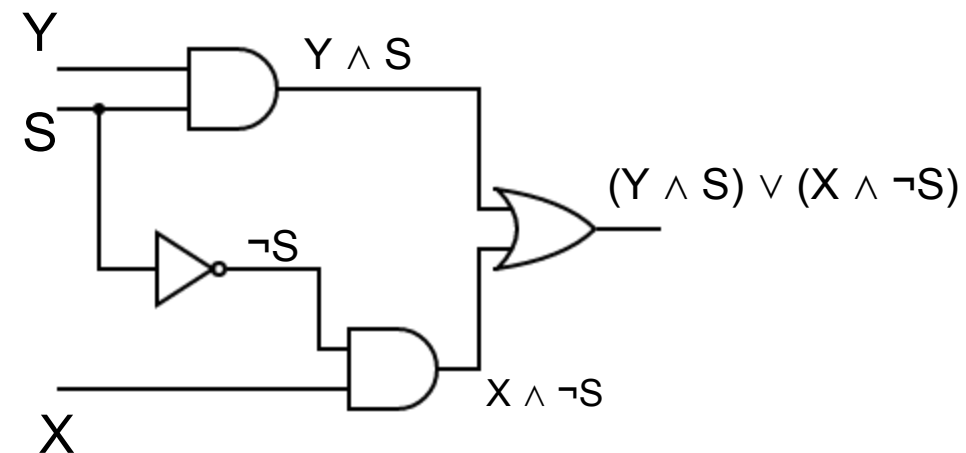 Y
Y ∧ S
S
(Y ∧ S) ∨ (X ∧ ¬S)
¬S
X ∧ ¬S
X